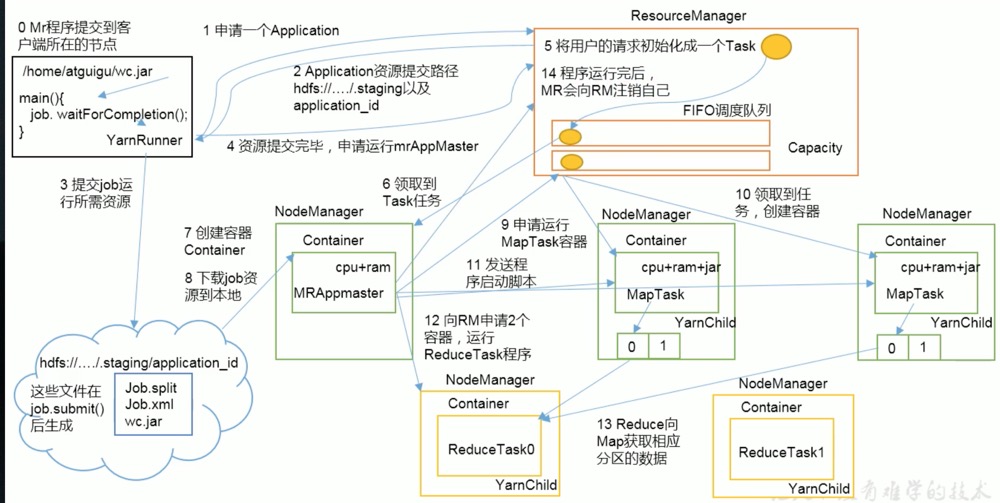 0 Mr程序提交到客
户端所在的节点
/home/atguigu/wc.jar
main(){
job. waitForCompletion();
}
YarnRunner
1 申请一个Application
2 Application资源提交路径
hdfs://…./.staging以及
application_id
4 资源提交完毕，申请运行mrAppMaster
ResourceManager
5 将用户的请求初始化成一个Task
14 程序运行完后，
MR会向RM注销自己
FIFO调度队列
Capacity
3 提交job运
行所需资源
6 领取到
Task任务
7 创建容器
Container
8 下载job资
源到本地
9 申请运行
MapTask容器
10 领取到任
务，创建容器
11 发送程
序启动脚本
12 向RM申请2个
容器，运行
ReduceTask程序
NodeManager
Container
cpu+ram
MRAppmaster
NodeManager
Container
cpu+ram+jar
MapTask
YarnChild
0 1
NodeManager
Container
cpu+ram+jar
MapTask
YarnChild
0 1
hdfs://…./.staging/application_id
这些文件在
job.submit()
后生成
Job.split
Job.xml
wc.jar
NodeManager
Container
ReduceTask0
YarnChild
13 Reduce向
Map获取相应
分区的数据
NodeManager
Container
ReduceTask1
YarnChild
难学的技术